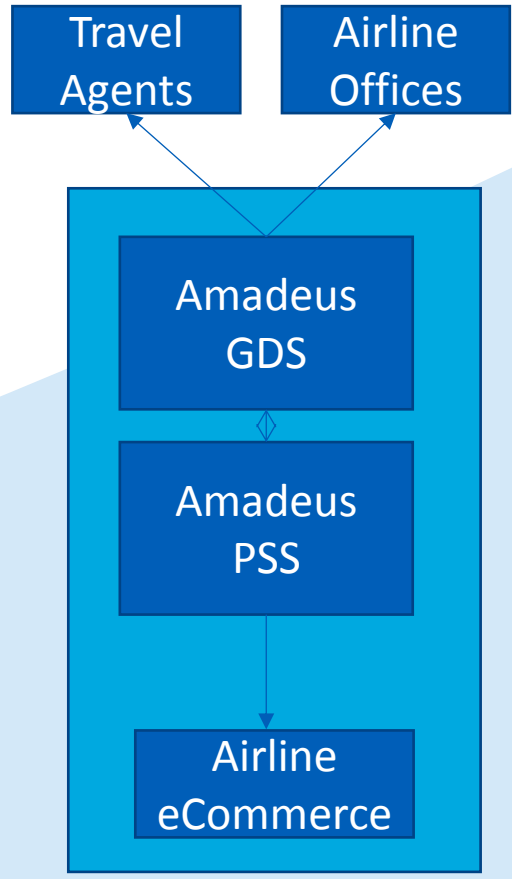 Travel
Agents
Airline
Offices
Amadeus
GDS
Amadeus
PSS
Airline
eCommerce